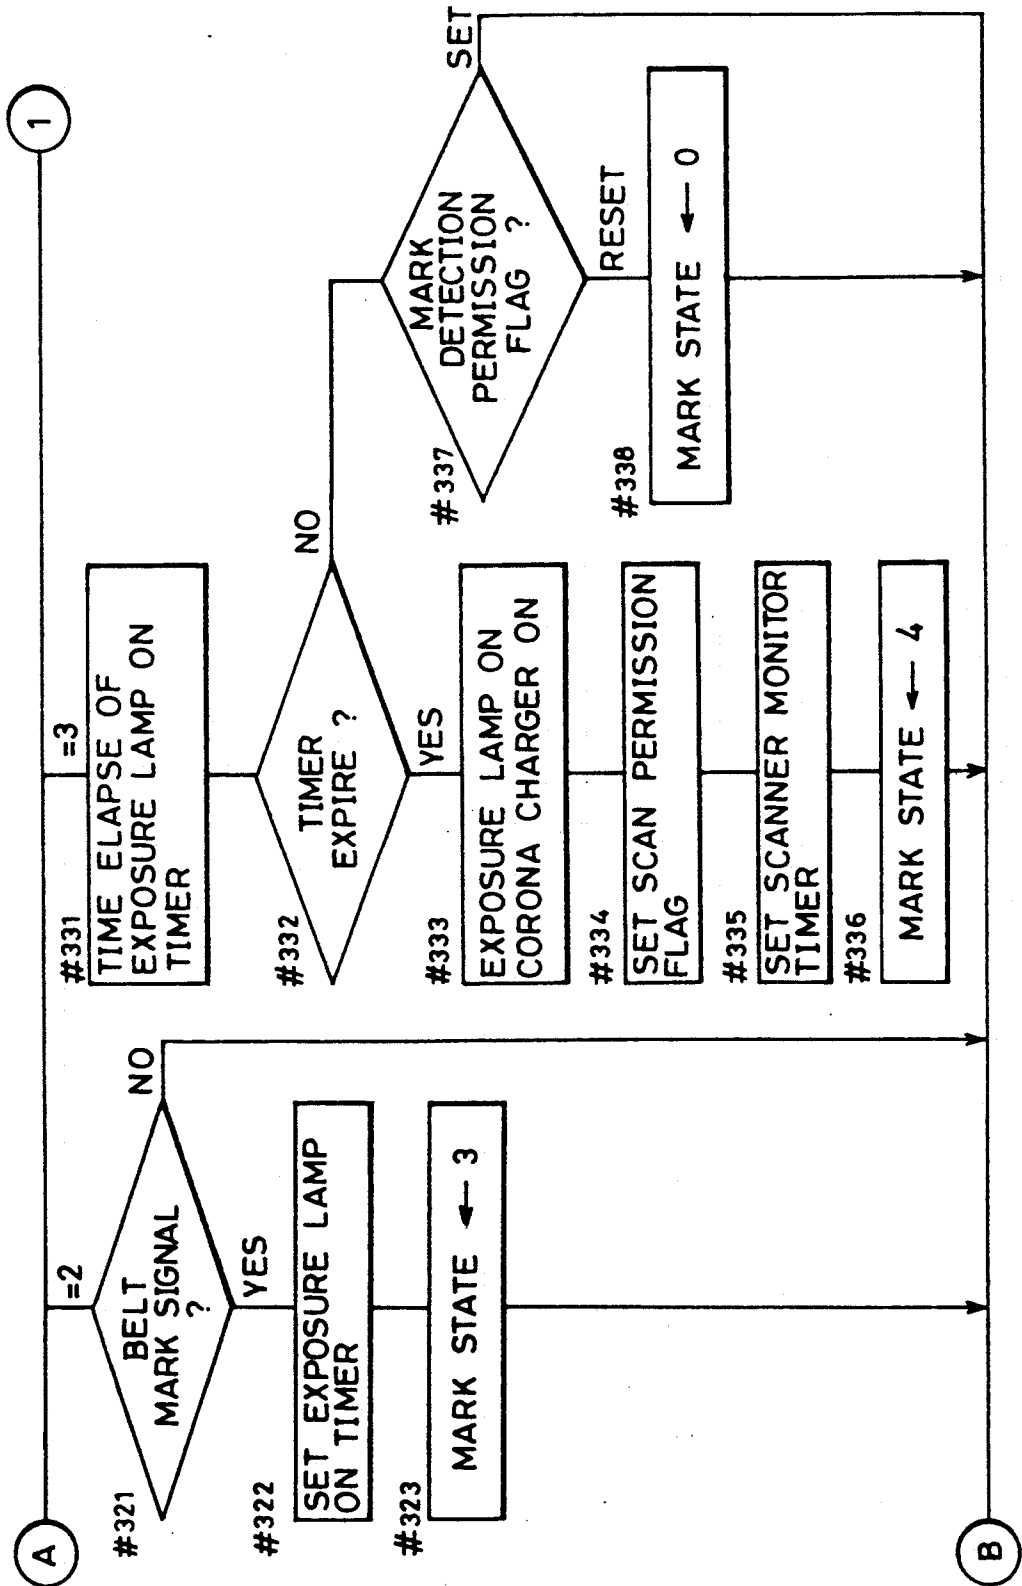 A
1
=2
#321
BELT
MARK SIGNAL
?
NO
YES
#322
SET EXPOSURE LAMP
ON TIMER
#323
MARK STATE ← 3
=3
#331
TIME ELAPSE OF
EXPOSURE LAMP ON
TIMER
#332
TIMER
EXPIRE ?
NO
YES
#333
EXPOSURE LAMP ON
CORONA CHARGER ON
#334
SET SCAN PERMISSION
FLAG
#335
SET SCANNER MONITOR
TIMER
#336
MARK STATE ← 4
#337
MARK
DETECTION
PERMISSION
FLAG ?
SET
RESET
#338
MARK STATE ← 0
B